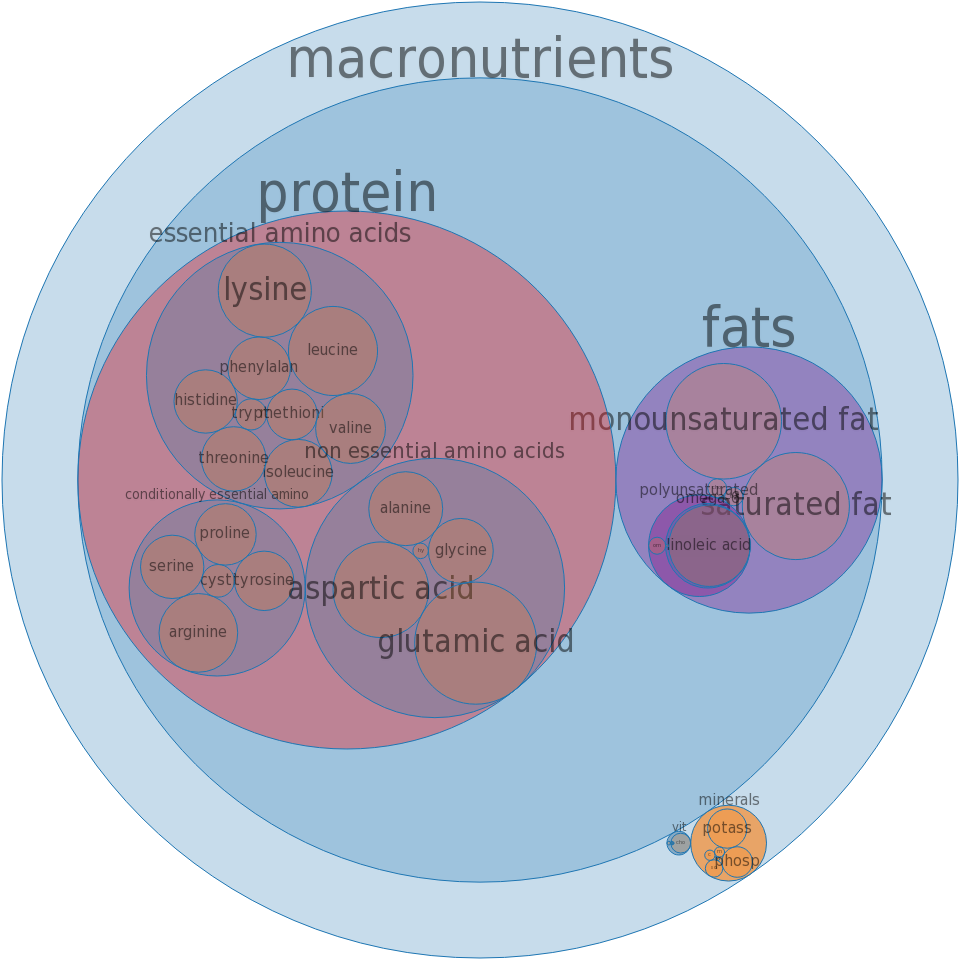 macronutrients
protein
essential amino acids
lysine
fats
leucine
phenylalan
histidine
trypt
methioni
valine
monounsaturated fat
non essential amino acids
threonine
isoleucine
conditionally essential amino
polyunsaturated
omega
saturated fat
alanine
proline
glycine
linoleic acid
serine
cyst
tyrosine
aspartic acid
arginine
glutamic acid
minerals
vit
potass
phosp
cho